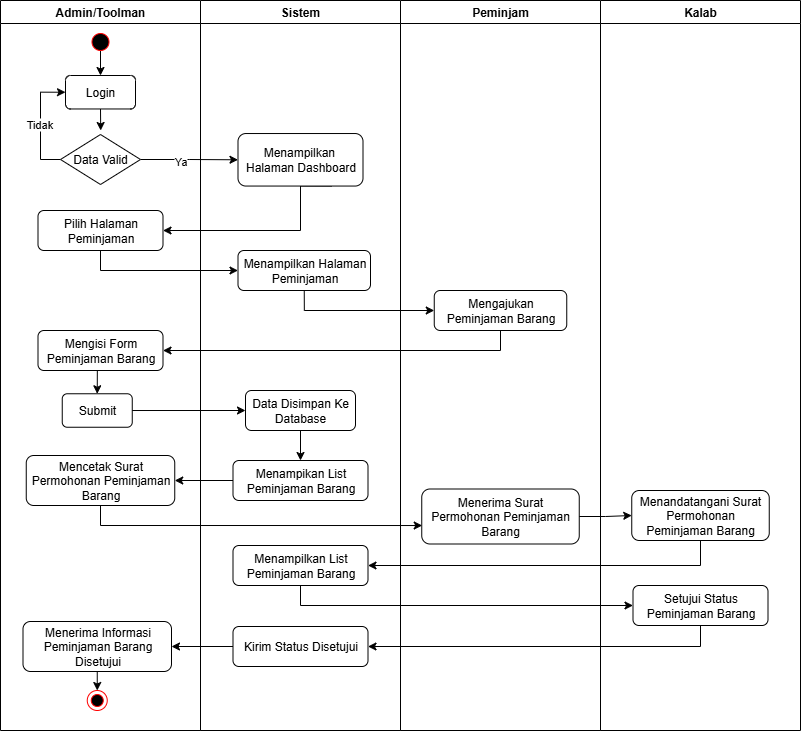 Admin/Toolman
Sistem
Peminjam
Kalab
Login
Tidak
Data Valid
Ya
Menampilkan
Halaman Dashboard
Pilih Halaman
Peminjaman
Menampilkan Halaman
Peminjaman
Mengajukan
Peminjaman Barang
Mengisi Form
Peminjaman Barang
Submit
Data Disimpan Ke
Database
Menampikan List
Peminjaman Barang
Mencetak Surat
Permohonan Peminjaman
Barang
Menerima Surat
Permohonan Peminjaman
Barang
Menandatangani Surat
Permohonan
Peminjaman Barang
Menampilkan List
Peminjaman Barang
Setujui Status
Peminjaman Barang
Kirim Status Disetujui
Menerima Informasi
Peminjaman Barang
Disetujui